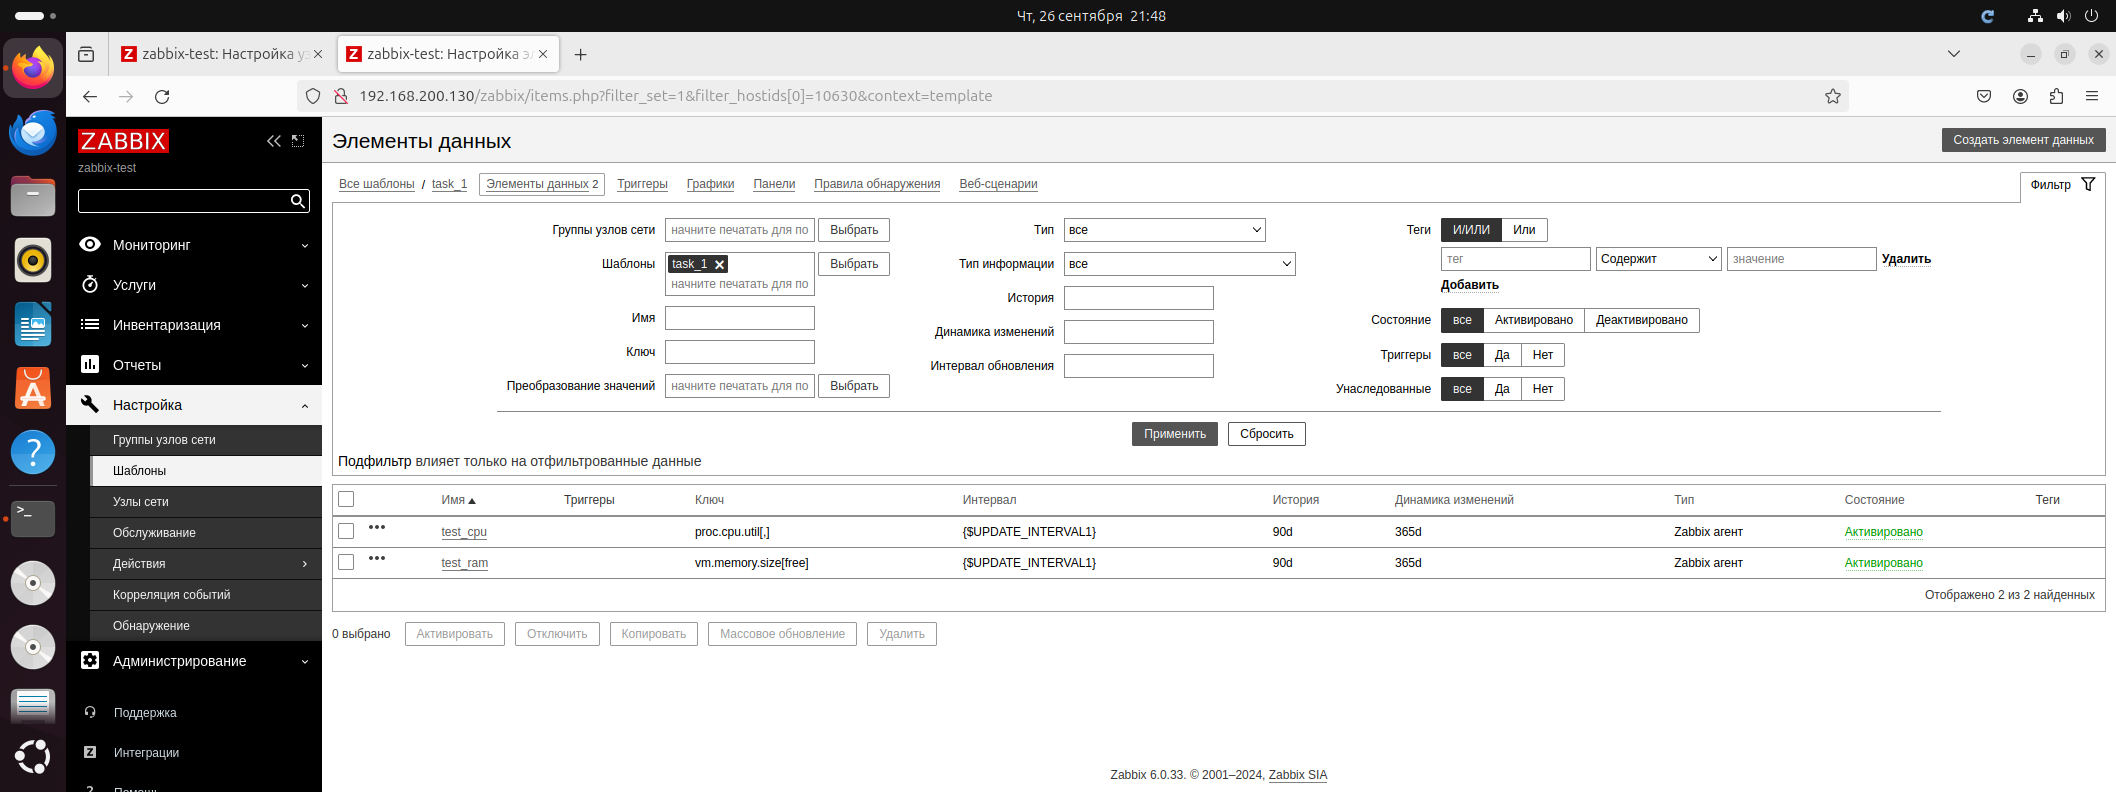 Чт, 26 сентября 21:48
zabbix-test: Настройка уз
zabbix-test: Настройка эл
192.168.200.130/zabbix/items.php?filter_set=1&filter_hostids[0]=10630&context=template
ZABBIX
zabbix-test
Мониторинг
Услуги
Инвентаризация
Отчеты
Настройка
Группы узлов сети
Шаблоны
Узлы сети
Обслуживание
Действия
Корреляция событий
Обнаружение
Администрирование
Поддержка
Интеграции
Помощь
Элементы данных
Создать элемент данных
Все шаблоны / task_1 Элементы данных 2 Триггеры Графики Панели Правила обнаружения Веб-сценарии
Фильтр
Группы узлов сети начните печатать для по Выбрать
Шаблоны task_1 Выбрать
начните печатать для по
Имя
Ключ
Преобразование значений начните печатать для по Выбрать
Тип все
Тип информации все
История
Динамика изменений
Интервал обновления
Теги И/ИЛИ Или
тег Содержит значение Удалить
Добавить
Состояние все Активировано Деактивировано
Триггеры все Да Нет
Унаследованные все Да Нет
Применить Сбросить
Подфильтр влияет только на отфильтрованные данные
Имя Триггеры Ключ Интервал История Динамика изменений Тип Состояние Теги
test_cpu proc.cpu.util[,] {$UPDATE_INTERVAL1} 90d 365d Zabbix агент Активировано
test_ram vm.memory.size[free] {$UPDATE_INTERVAL1} 90d 365d Zabbix агент Активировано
Отображено 2 из 2 найденных
0 выбрано Активировать Отключить Копировать Массовое обновление Удалить
Zabbix 6.0.33. © 2001–2024, Zabbix SIA